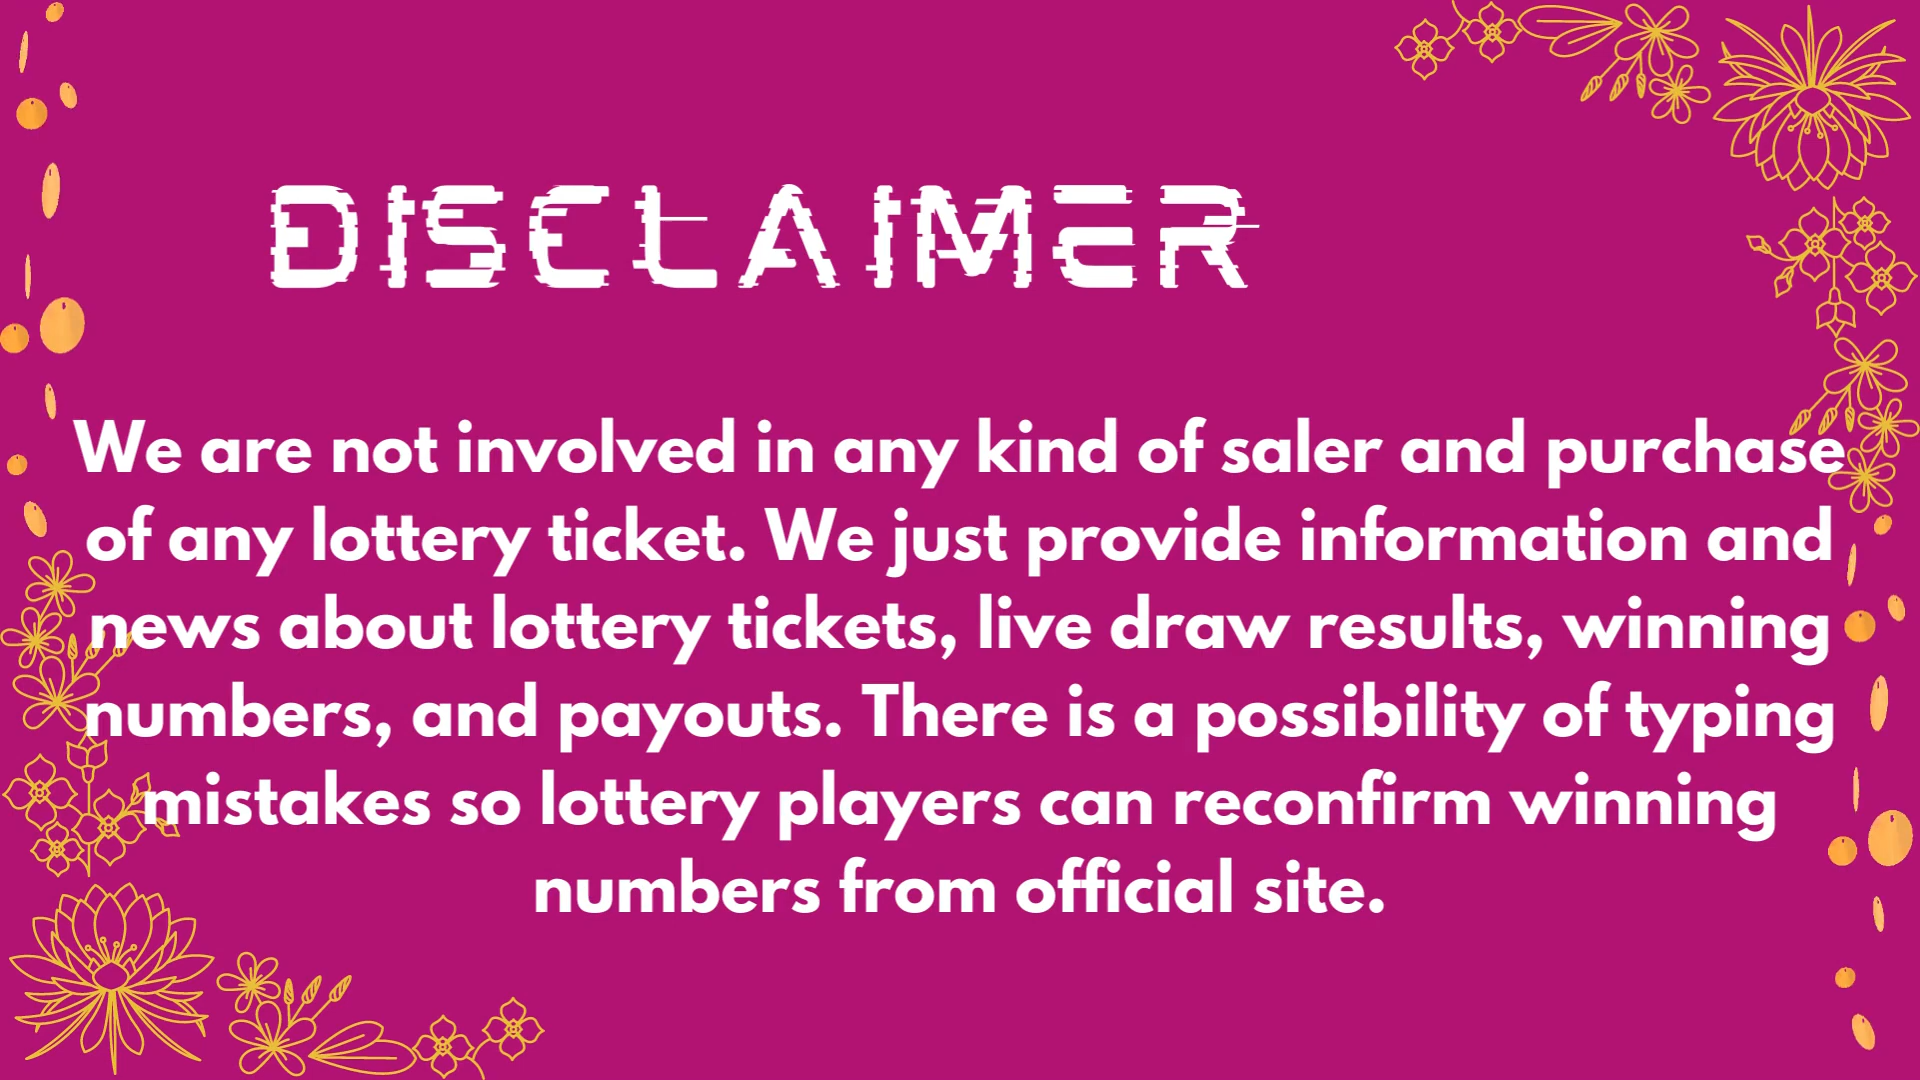 DISCLAIMER
We are not involved in any kind of saler and purchase
of any lottery ticket. We just provide information and
news about lottery tickets, live draw results, winning
numbers, and payouts. There is a possibility of typing
mistakes so lottery players can reconfirm winning
numbers from official site.